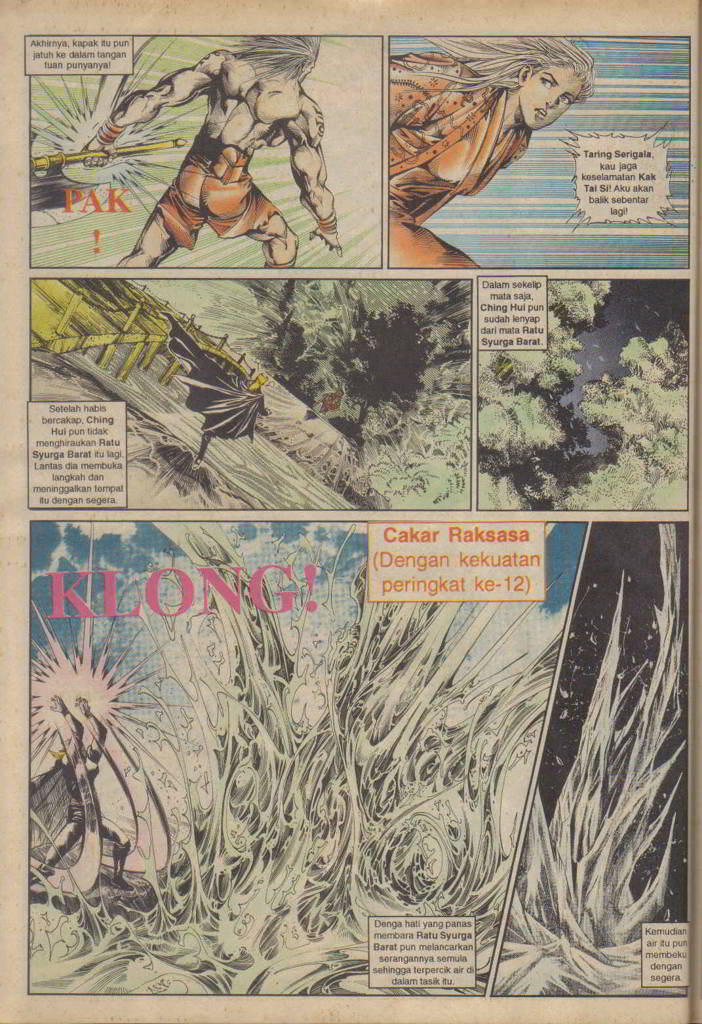 Akhirnya, kapak itu pun
jatuh ke dalam tangan
tuan punyanya!
PAK
!
Taring Serigala,
kau jaga
keselamatan Kak
Tai Si! Aku akan
balik sebentar
lagi!
Setelah habis
bercakap, Ching
Hui pun tidak
menghiraukan Ratu
Syurga Barat itu lagi.
Lantas dia membuka
langkah dan
meninggalkan tempat
itu dengan segera.
Dalam sekelip
mata saja,
Ching Hui pun
sudah lenyap
dari mata Ratu
Syurga Barat.
KLONG!
Cakar Raksasa
(Dengan kekuatan
peringkat ke-12)
Denga hati yang panas
membara Ratu Syurga
Barat pun melancarkan
serangannya semula
sehingga terpercik air di
dalam tasik itu.
Kemudian
air itu pun
membeku
dengan
segera.